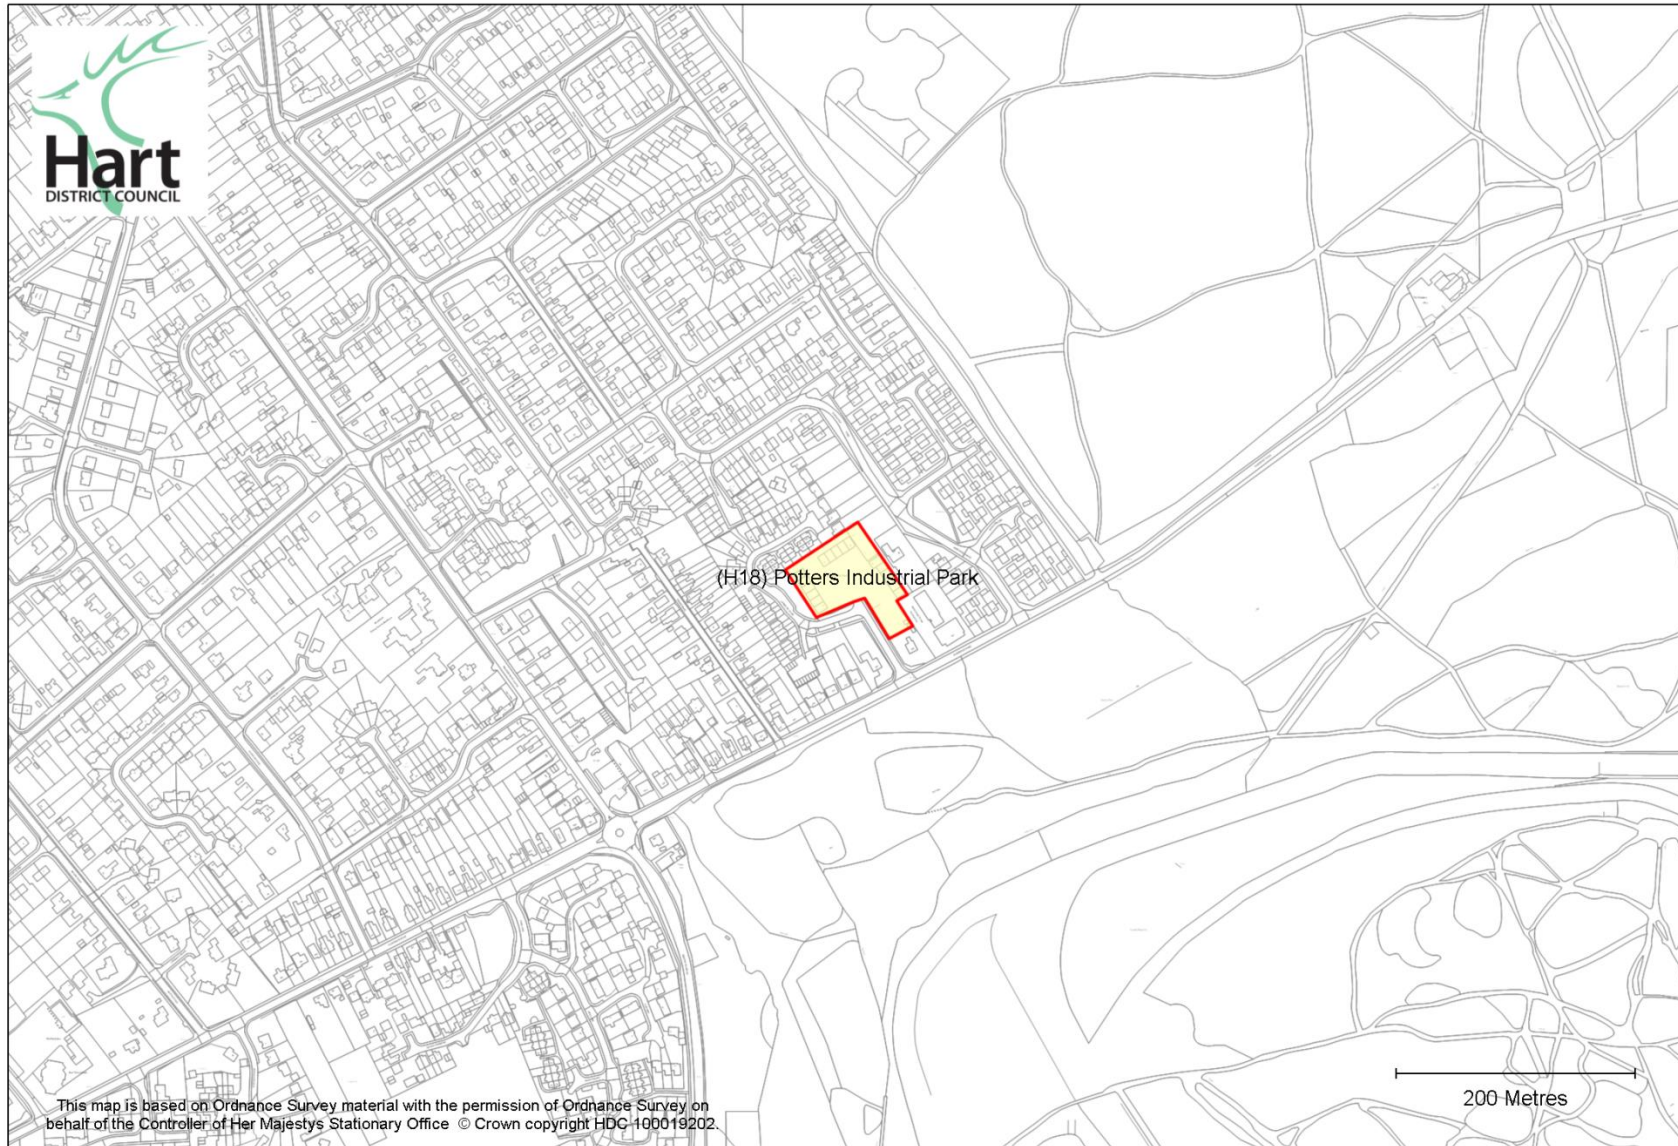 Hart
DISTRICT COUNCIL
(H18) Potters Industrial Park
200 Metres
This map is based on Ordnance Survey material with the permission of Ordnance Survey on
behalf of the Controller of Her Majestys Stationary Office © Crown copyright HDC 100019202.